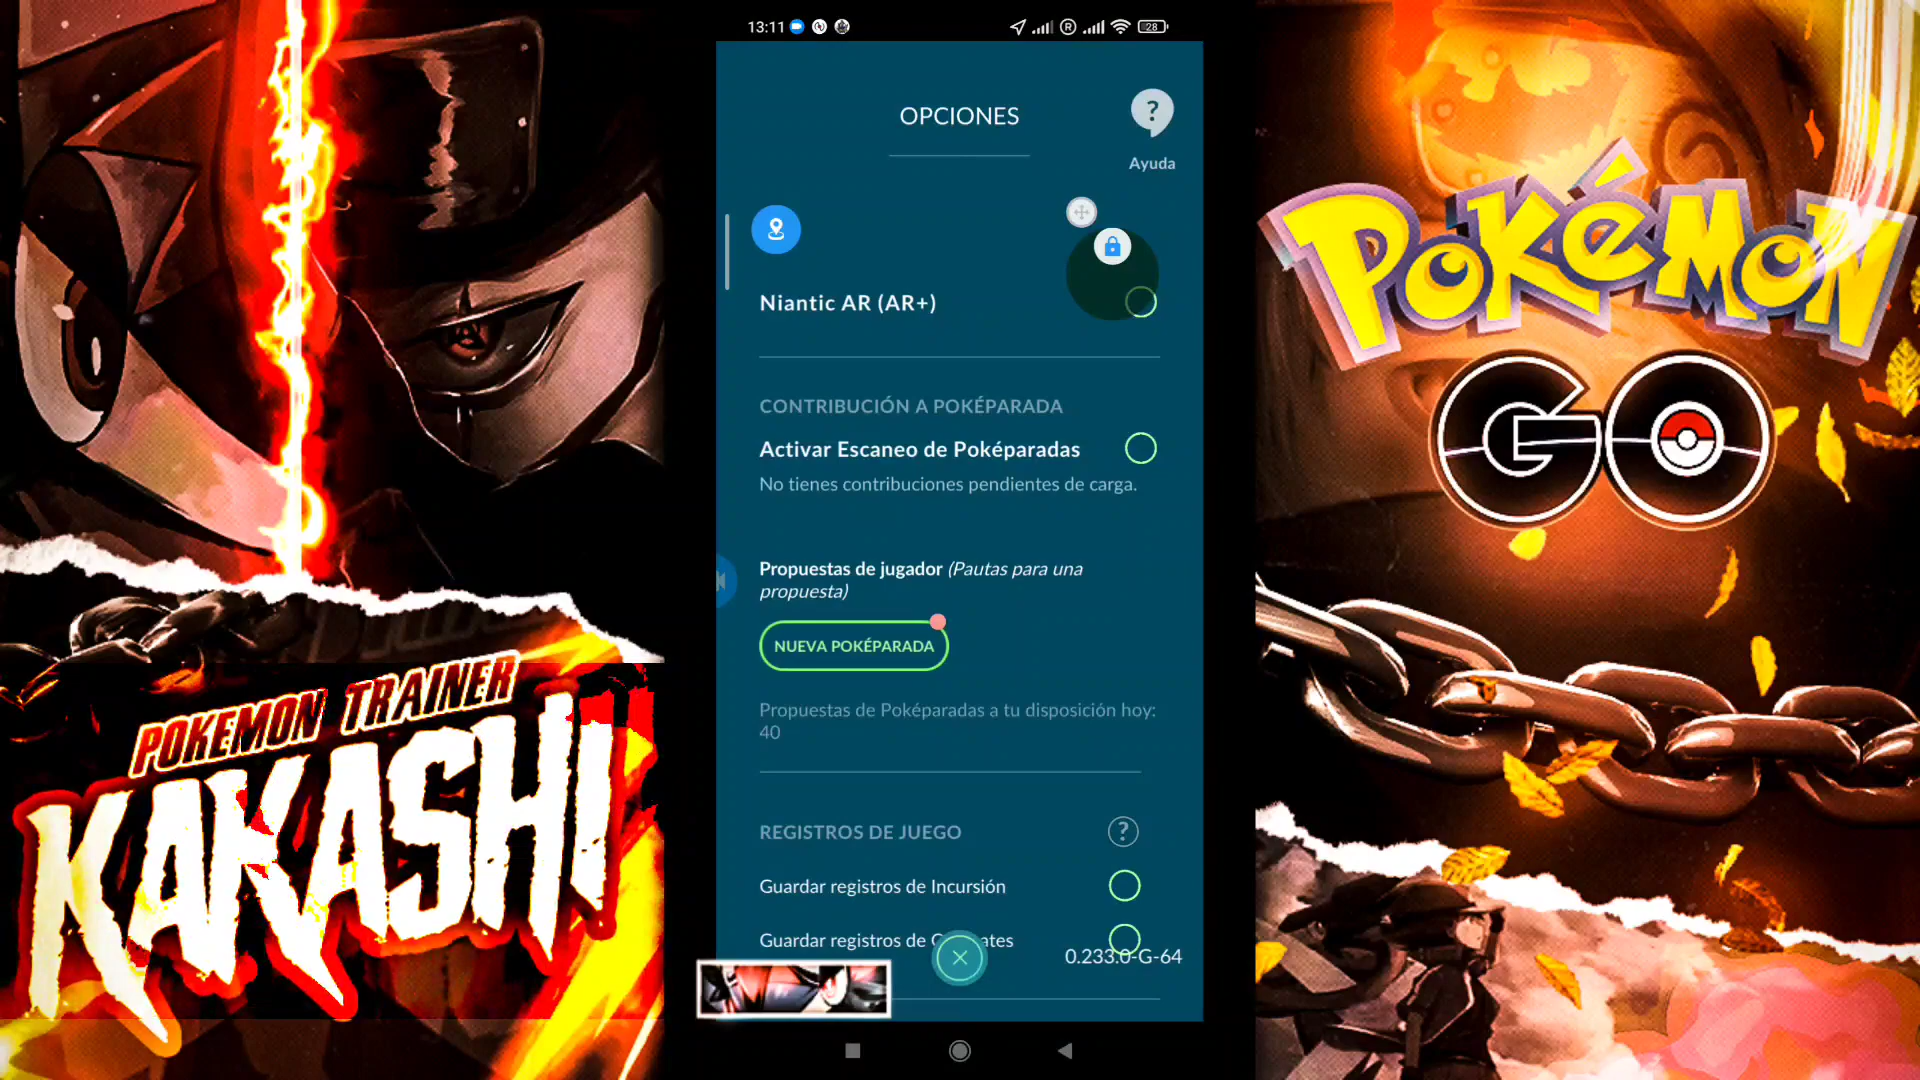 13:11
R
28
OPCIONES
?
Ayuda
Niantic AR (AR+)
CONTRIBUCIÓN A POKÉPARADA
Activar Escaneo de Poképaradas
No tienes contribuciones pendientes de carga.
Propuestas de jugador (Pautas para una
propuesta)
NUEVA POKÉPARADA
Propuestas de Poképaradas a tu disposición hoy:
40
REGISTROS DE JUEGO
?
Guardar registros de Incursión
Guardar registros de
0.233.0-G-64
POKEMON TRAINER
KAKASHI
POKéMON
GO